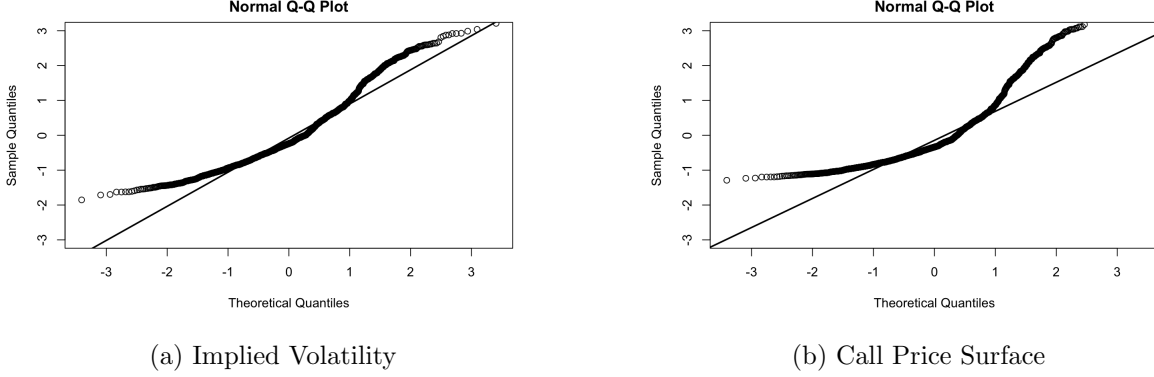 Normal Q-Q Plot
Sample Quantiles
3
2
1
0
-1
-2
-3
-3 -2 -1 0 1 2 3
Theoretical Quantiles
(a) Implied Volatility
Normal Q-Q Plot
Sample Quantiles
3
2
1
0
-1
-2
-3
-3 -2 -1 0 1 2 3
Theoretical Quantiles
(b) Call Price Surface